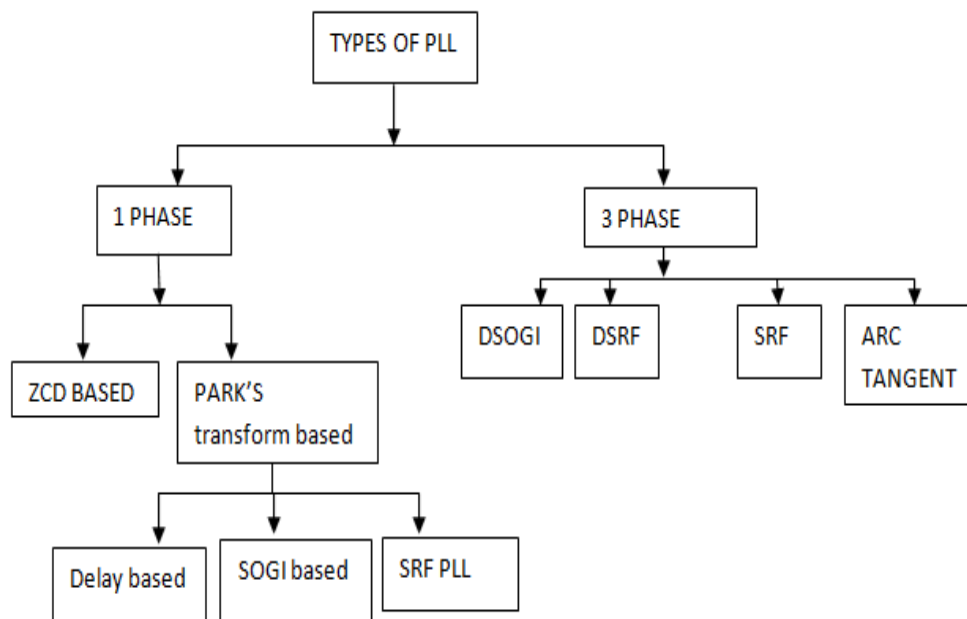 TYPES OF PLL
1 PHASE
3 PHASE
DSOGI
DSRF
SRF
ARC
TANGENT
ZCD BASED
PARK'S
transform based
Delay based
SOGI based
SRF PLL